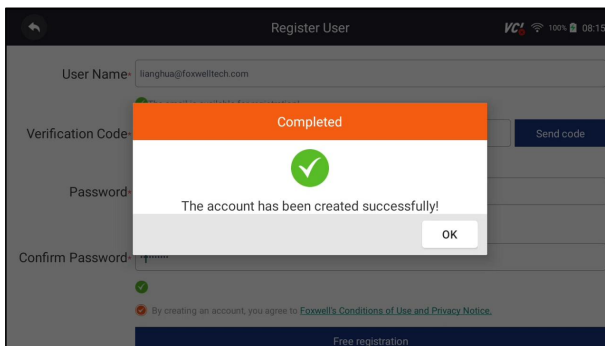 Register User
VCI 100% 08:15
User Name* lianghua@foxwelltech.com
Completed
Verification Code* Send code
The account has been created successfully!
Password*
OK
Confirm Password*
By creating an account, you agree to Foxwell's Conditions of Use and Privacy Notice.
Free registration